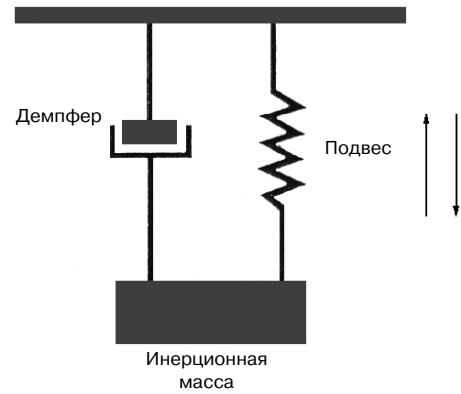 Демпфер
Подвес
Инерционная
масса